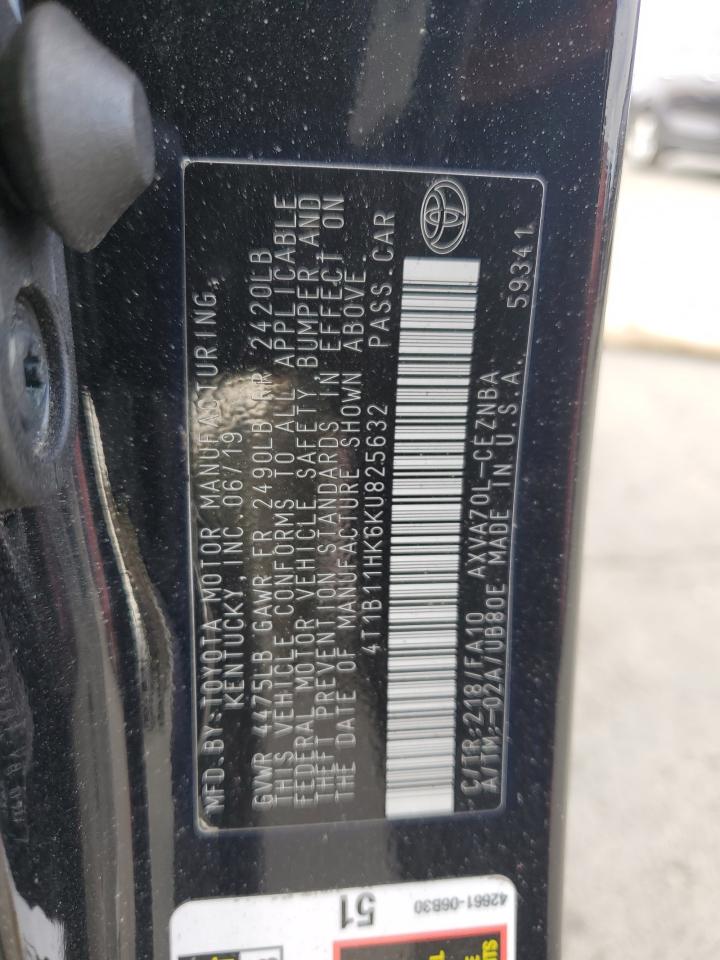 MFD.BY:TOYOTA MOTOR MANUFACTURING,
KENTUCKY, INC 06/19
GVWR 4475LB GAWR FR 2490LB RR 2420LB
THIS VEHICLE CONFORMS TO ALL APPLICABLE
FEDERAL MOTOR VEHICLE SAFETY, BUMPER, AND
THEFT PREVENTION STANDARDS IN EFFECT ON
THE DATE OF MANUFACTURE SHOWN ABOVE.
4T1B11HK6KU825632 PASS.CAR
C/TR:218/FA10 AXVA70L-CEZNBA
A/TM:-02A/UB80E MADE IN U.S.A. 59341
51
42661-06B30